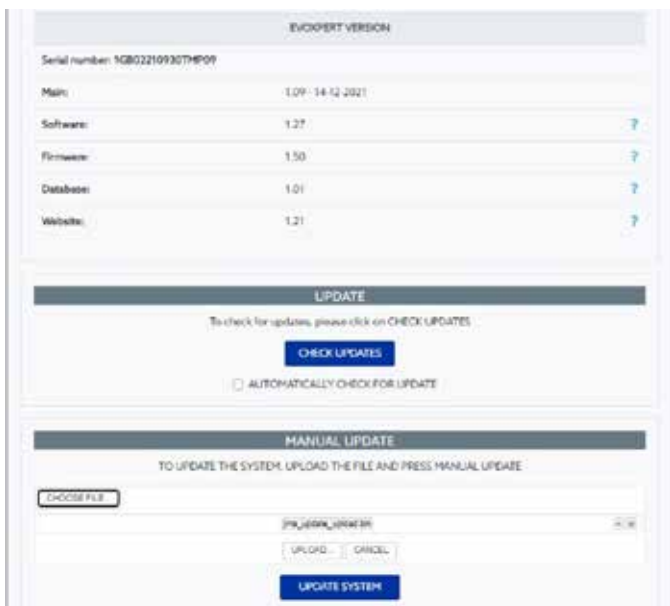 EVOXPERT VERSION
Serial number: 1GB02210930TMP09
Main: 1.09 - 14-12-2021
Software: 1.27 ?
Firmware: 1.50 ?
Database: 1.01 ?
Website: 1.21 ?
UPDATE
To check for updates, please click on CHECK UPDATES
CHECK UPDATES
AUTOMATICALLY CHECK FOR UPDATE
MANUAL UPDATE
TO UPDATE THE SYSTEM, UPLOAD THE FILE AND PRESS MANUAL UPDATE
CHOOSE FILE
UPLOAD... CANCEL
UPDATE SYSTEM